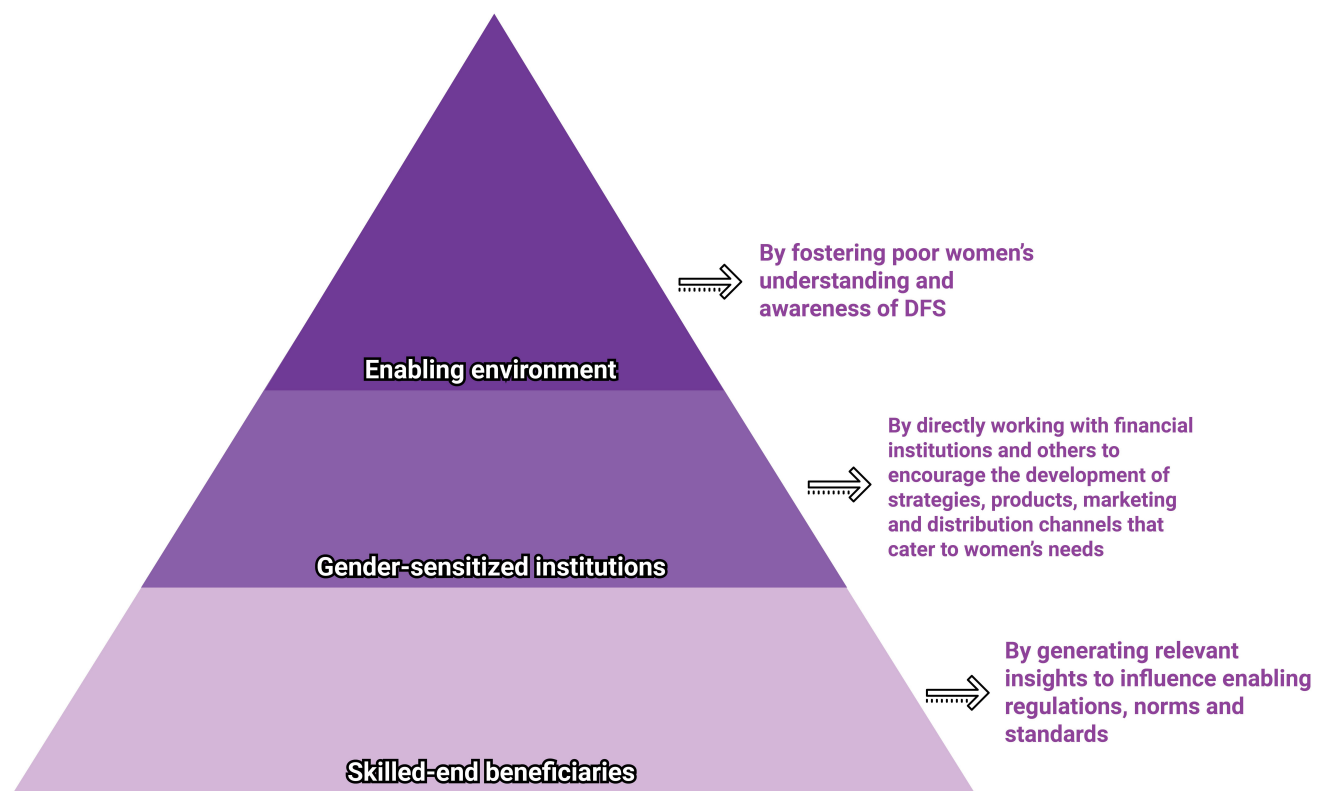 By fostering poor women's
understanding and
awareness of DFS
Enabling environment
By directly working with financial
institutions and others to
encourage the development of
strategies, products, marketing
and distribution channels that
cater to women's needs
Gender-sensitized institutions
By generating relevant
insights to influence enabling
regulations, norms and
standards
Skilled-end beneficiaries